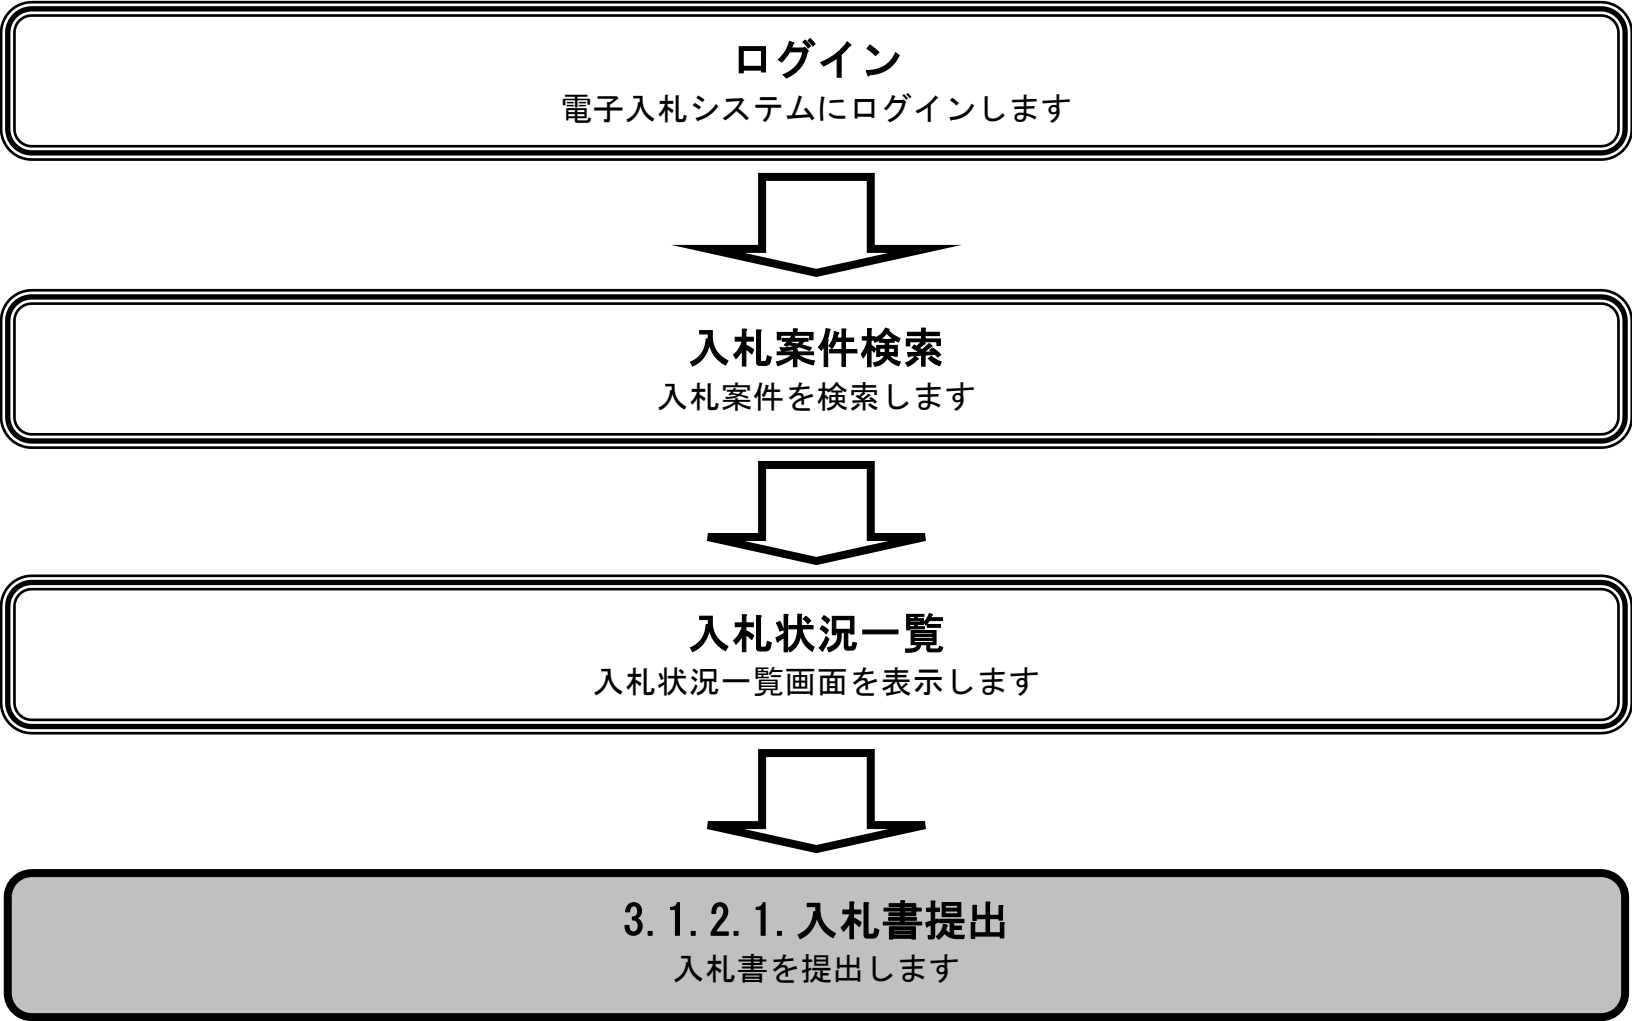 ログイン
電子入札システムにログインします
入札案件検索
入札案件を検索します
入札状況一覧
入札状況一覧画面を表示します
3.1.2.1.入札書提出
入札書を提出します